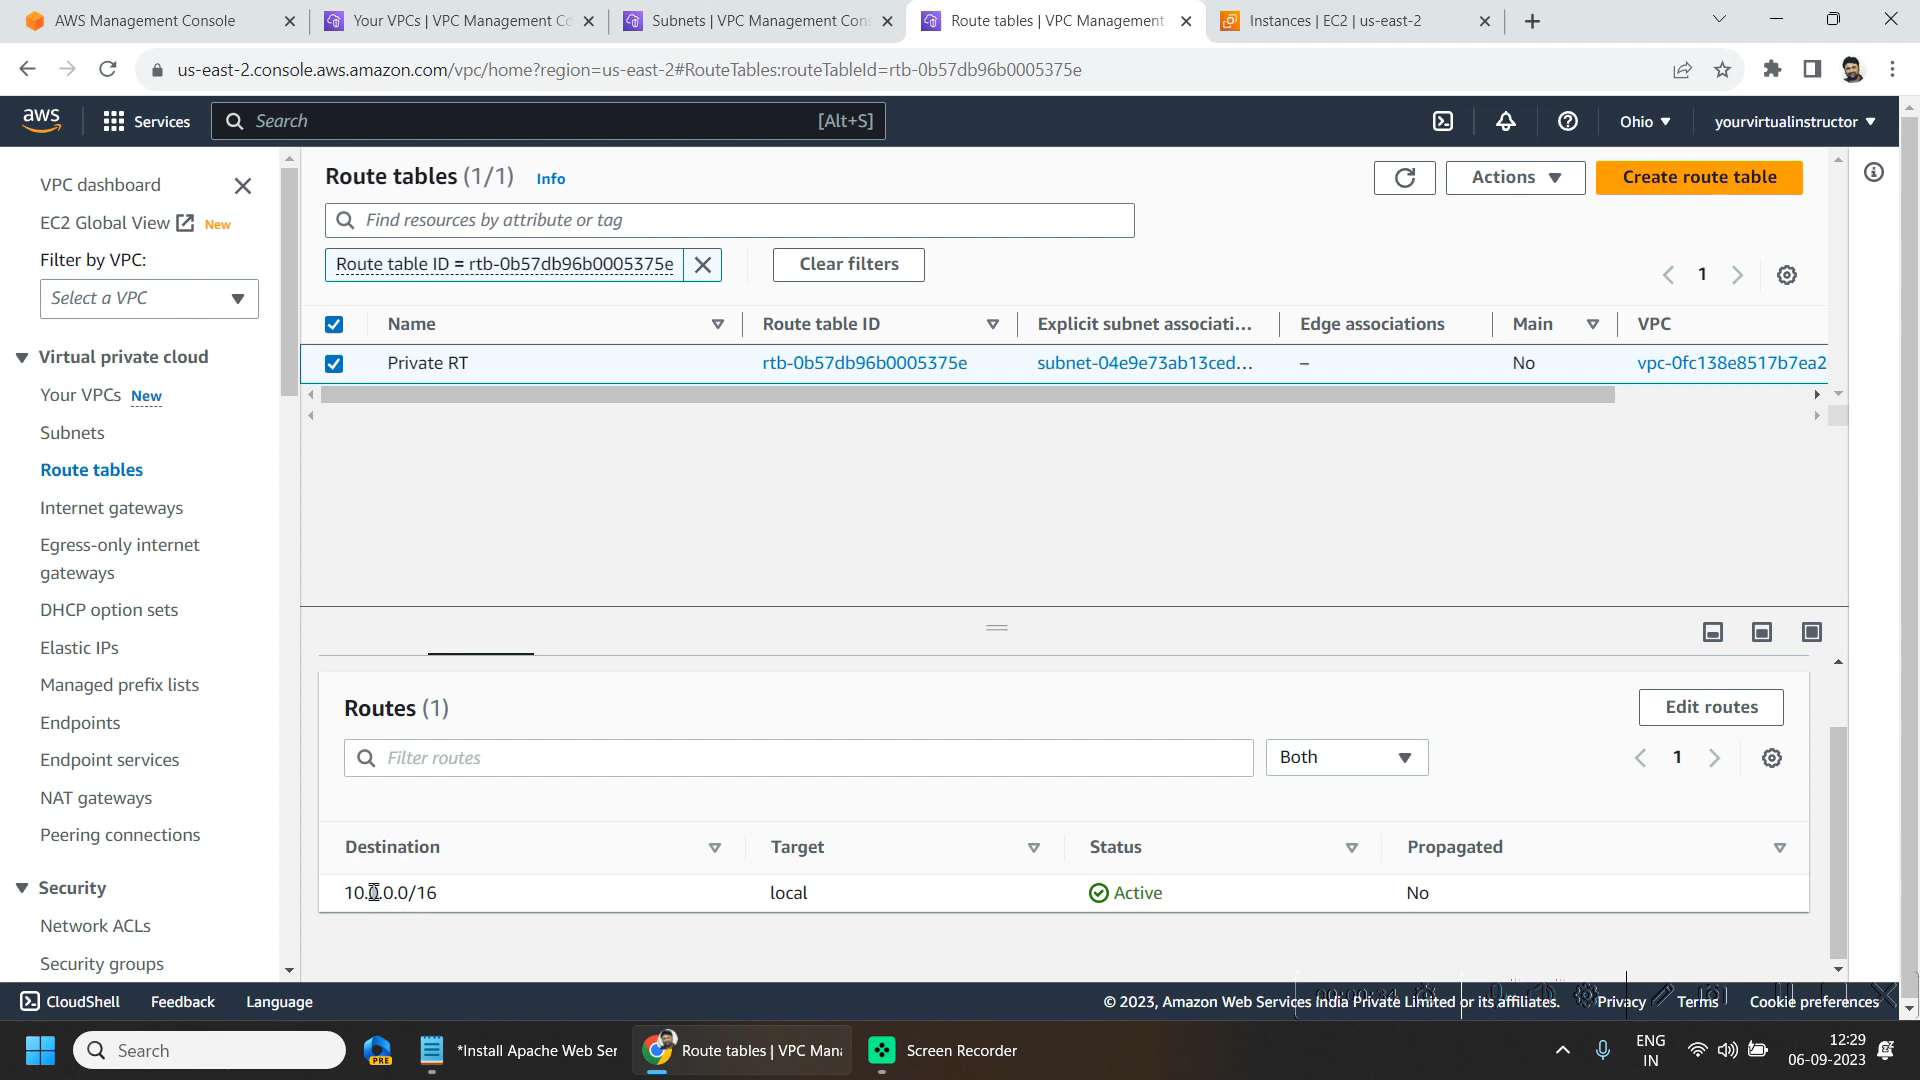 AWS Management Console
Your VPCs | VPC Management Co
Subnets | VPC Management Cons
Route tables | VPC Management
Instances | EC2 | us-east-2
us-east-2.console.aws.amazon.com/vpc/home?region=us-east-2#RouteTables:routeTableId=rtb-0b57db96b0005375e
aws
Services
Search
[Alt+S]
Ohio
yourvirtualinstructor
VPC dashboard
EC2 Global View New
Filter by VPC:
Select a VPC
Virtual private cloud
Your VPCs New
Subnets
Route tables
Internet gateways
Egress-only internet
gateways
DHCP option sets
Elastic IPs
Managed prefix lists
Endpoints
Endpoint services
NAT gateways
Peering connections
Security
Network ACLs
Security groups
Route tables (1/1) Info
Actions
Create route table
Find resources by attribute or tag
Route table ID = rtb-0b57db96b0005375e
Clear filters
1
Name Route table ID Explicit subnet associati... Edge associations Main VPC
Private RT rtb-0b57db96b0005375e subnet-04e9e73ab13ced... – No vpc-0fc138e8517b7ea2
Routes (1)
Edit routes
Filter routes
Both
1
Destination Target Status Propagated
10.0.0.0/16 local Active No
CloudShell Feedback Language
© 2023, Amazon Web Services India Private Limited or its affiliates. Privacy Terms Cookie preferences
Search
PRE
*Install Apache Web Ser
Route tables | VPC Mana
Screen Recorder
ENG
IN
12:29
06-09-2023